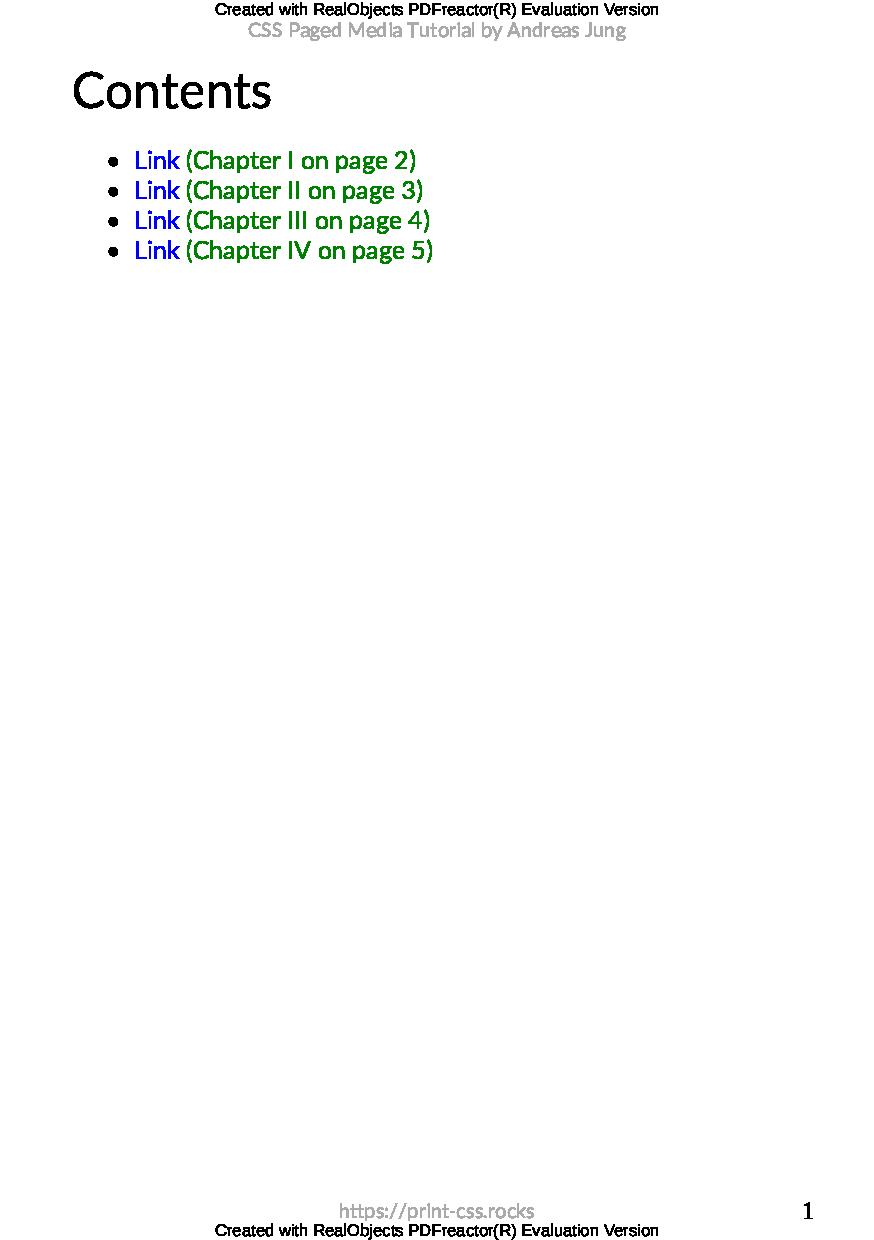 Created with RealObjects PDFreactor(R) Evaluation Version
CSS Paged Media Tutorial by Andreas Jung
Contents
• Link (Chapter I on page 2)
• Link (Chapter II on page 3)
• Link (Chapter III on page 4)
• Link (Chapter IV on page 5)
https://print-css.rocks 1
Created with RealObjects PDFreactor(R) Evaluation Version